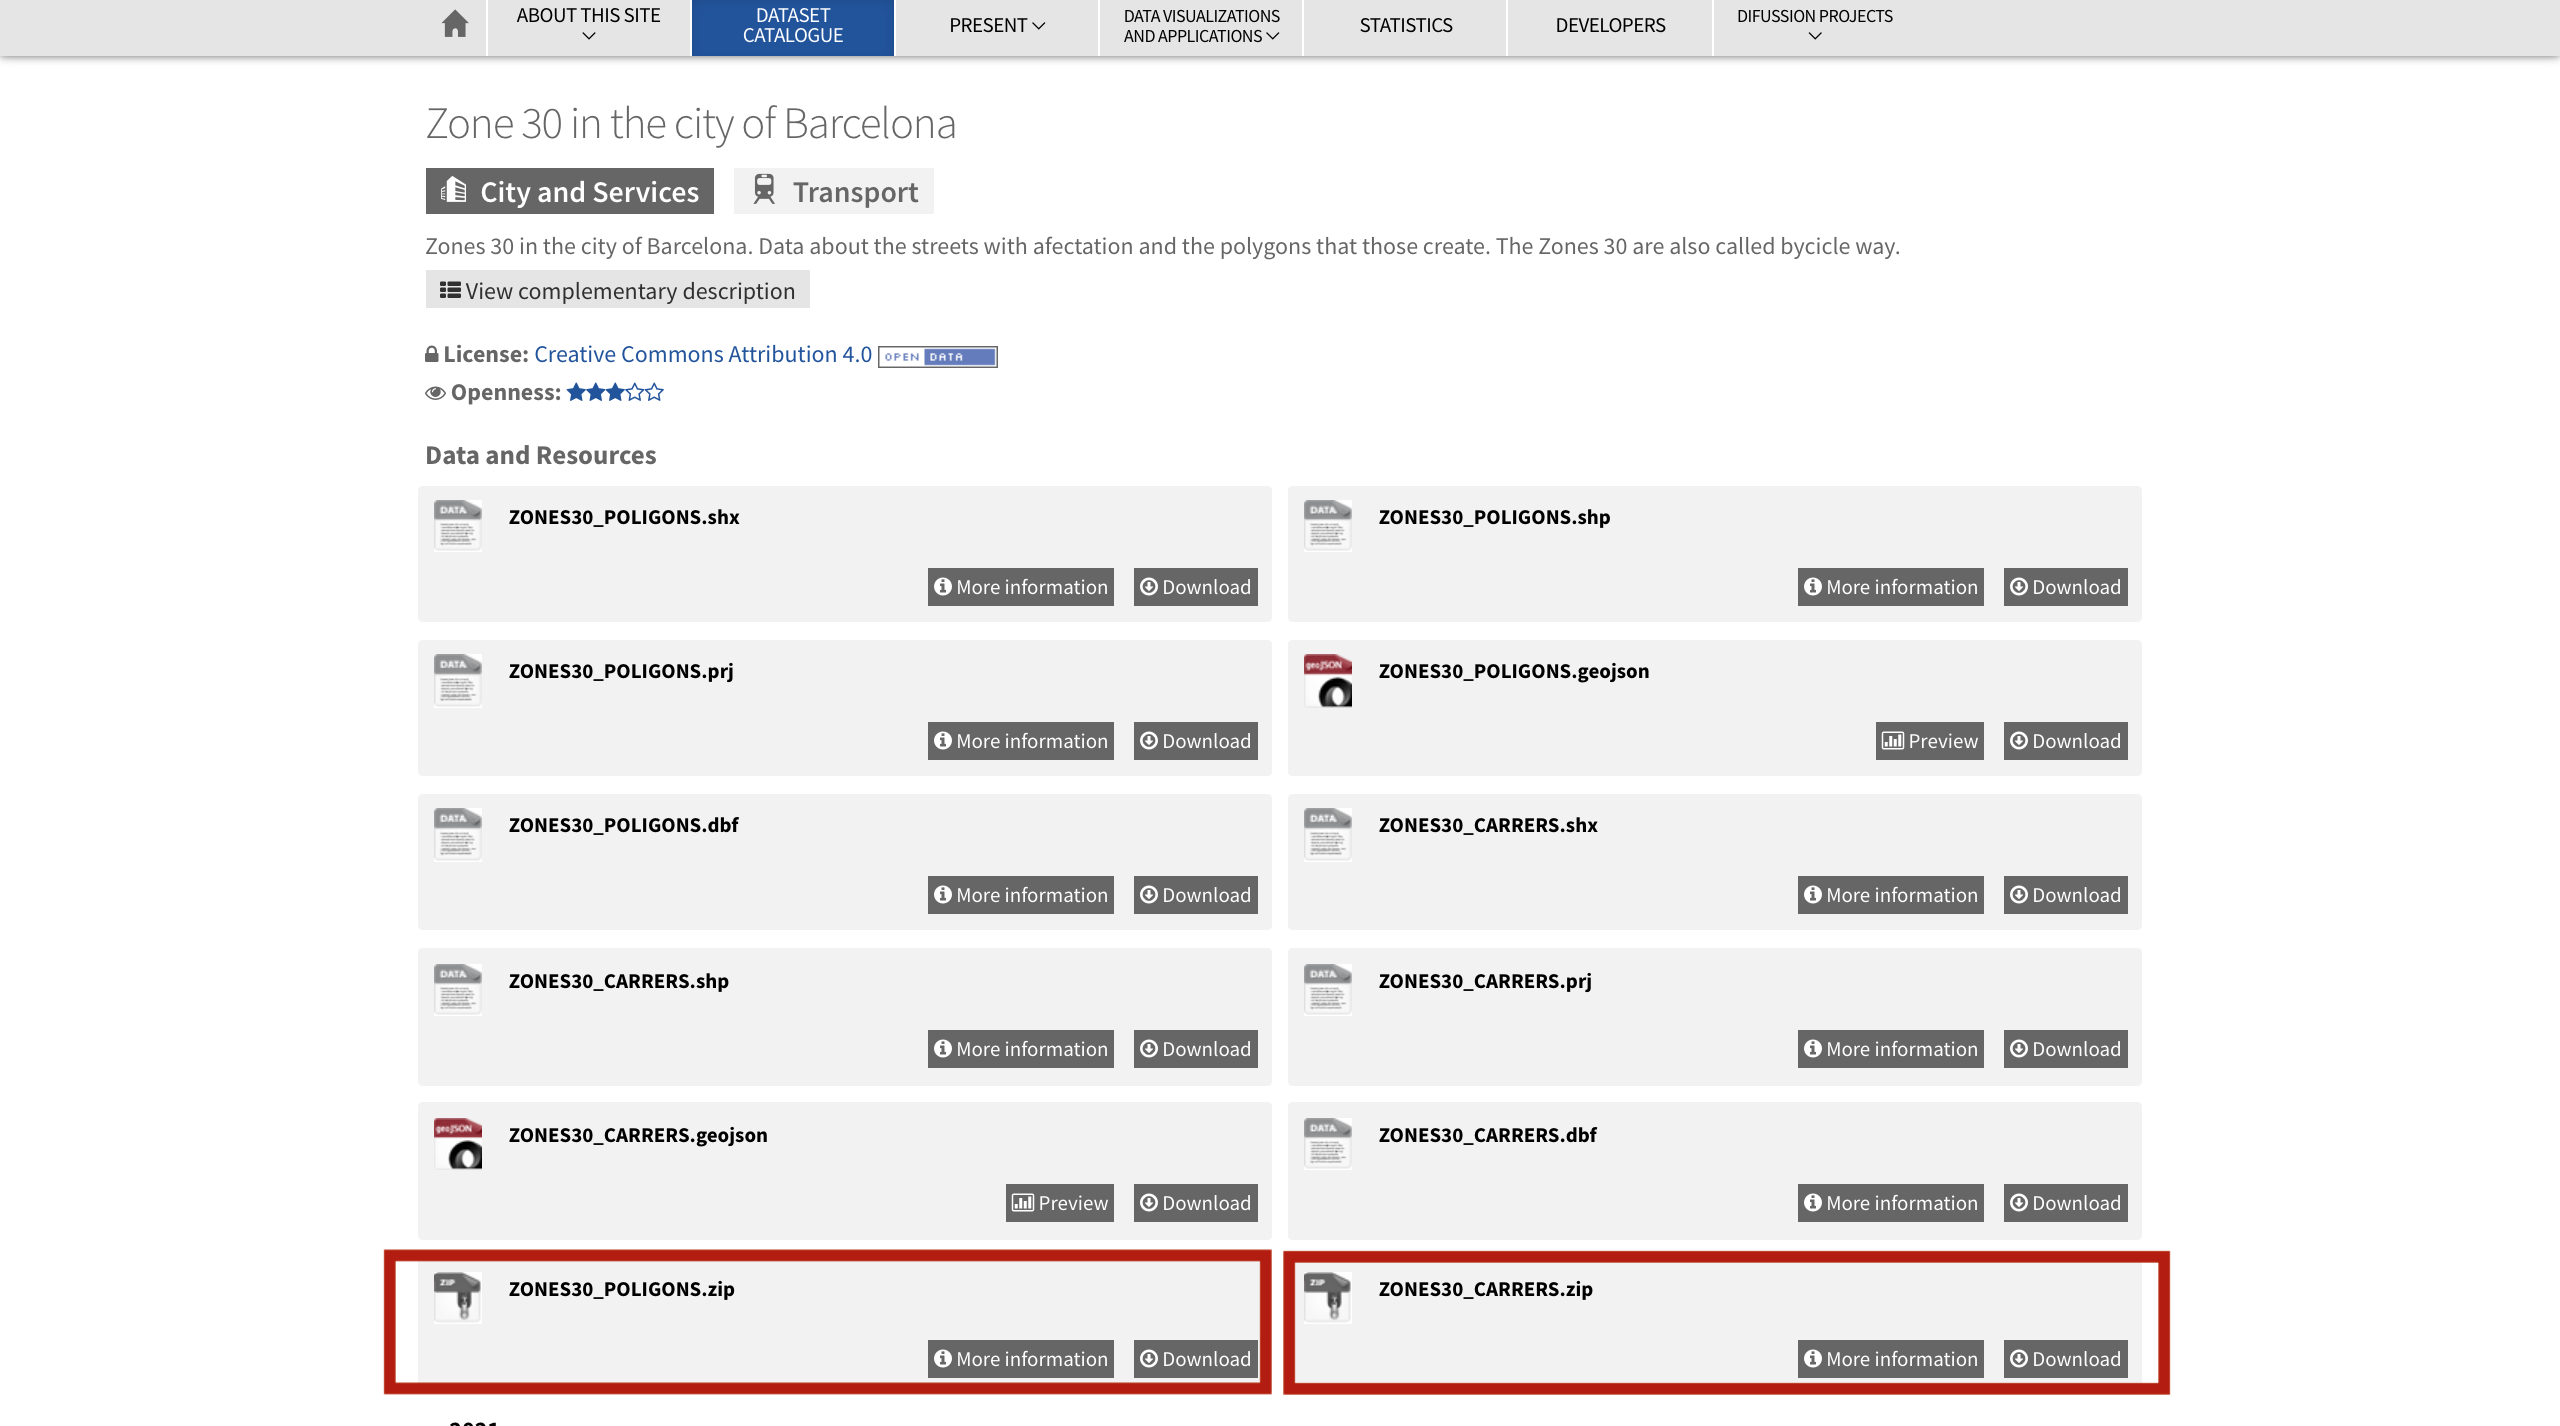 ABOUT THIS SITE
DATASET
CATALOGUE
PRESENT
DATA VISUALIZATIONS
AND APPLICATIONS
STATISTICS
DEVELOPERS
DIFUSSION PROJECTS
Zone 30 in the city of Barcelona
City and Services
Transport
Zones 30 in the city of Barcelona. Data about the streets with afectation and the polygons that those create. The Zones 30 are also called bycicle way.
View complementary description
License: Creative Commons Attribution 4.0 OPEN DATA
Openness:
Data and Resources
DATA
ZONES30_POLIGONS.shx
More information
Download
DATA
ZONES30_POLIGONS.shp
More information
Download
DATA
ZONES30_POLIGONS.prj
More information
Download
geoJSON
ZONES30_POLIGONS.geojson
Preview
Download
DATA
ZONES30_POLIGONS.dbf
More information
Download
DATA
ZONES30_CARRERS.shx
More information
Download
DATA
ZONES30_CARRERS.shp
More information
Download
DATA
ZONES30_CARRERS.prj
More information
Download
geoJSON
ZONES30_CARRERS.geojson
Preview
Download
DATA
ZONES30_CARRERS.dbf
More information
Download
ZIP
ZONES30_POLIGONS.zip
More information
Download
ZIP
ZONES30_CARRERS.zip
More information
Download